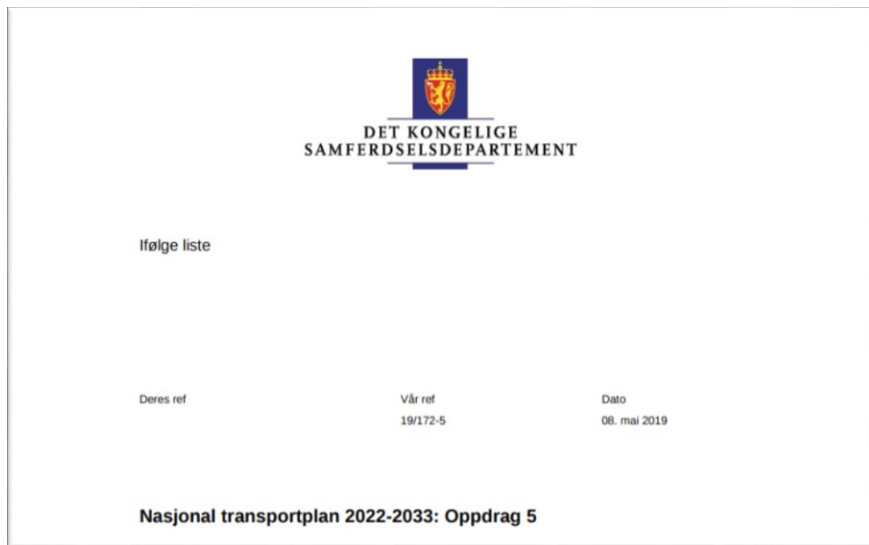 DET KONGELIGE
SAMFERDSELSDEPARTEMENT
Ifølge liste
Deres ref Vår ref Dato
19/172-5 08. mai 2019
Nasjonal transportplan 2022-2033: Oppdrag 5